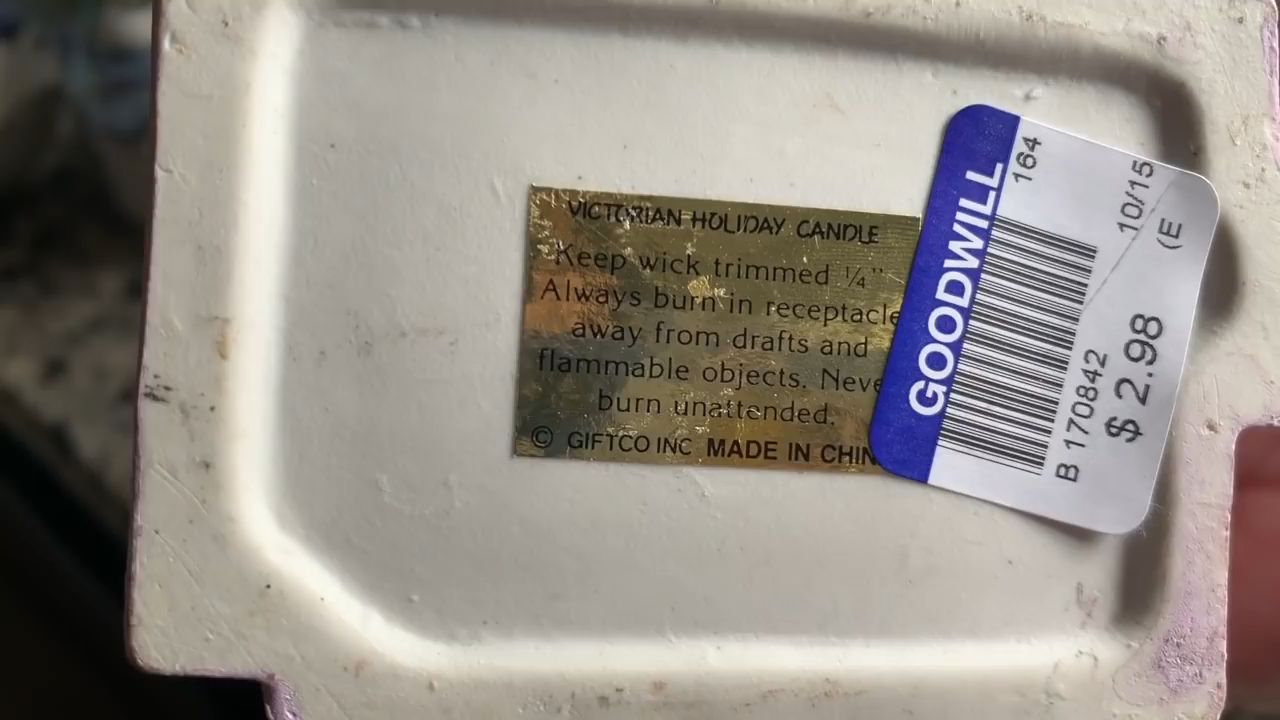 VICTORIAN HOLIDAY CANDLE
Keep wick trimmed ¼"
Always burn in receptacle
away from drafts and
flammable objects. Neve
burn unattended.
© GIFTCO INC MADE IN CHIN
GOODWILL
164
10/15
(E
B 170842
$ 2.98